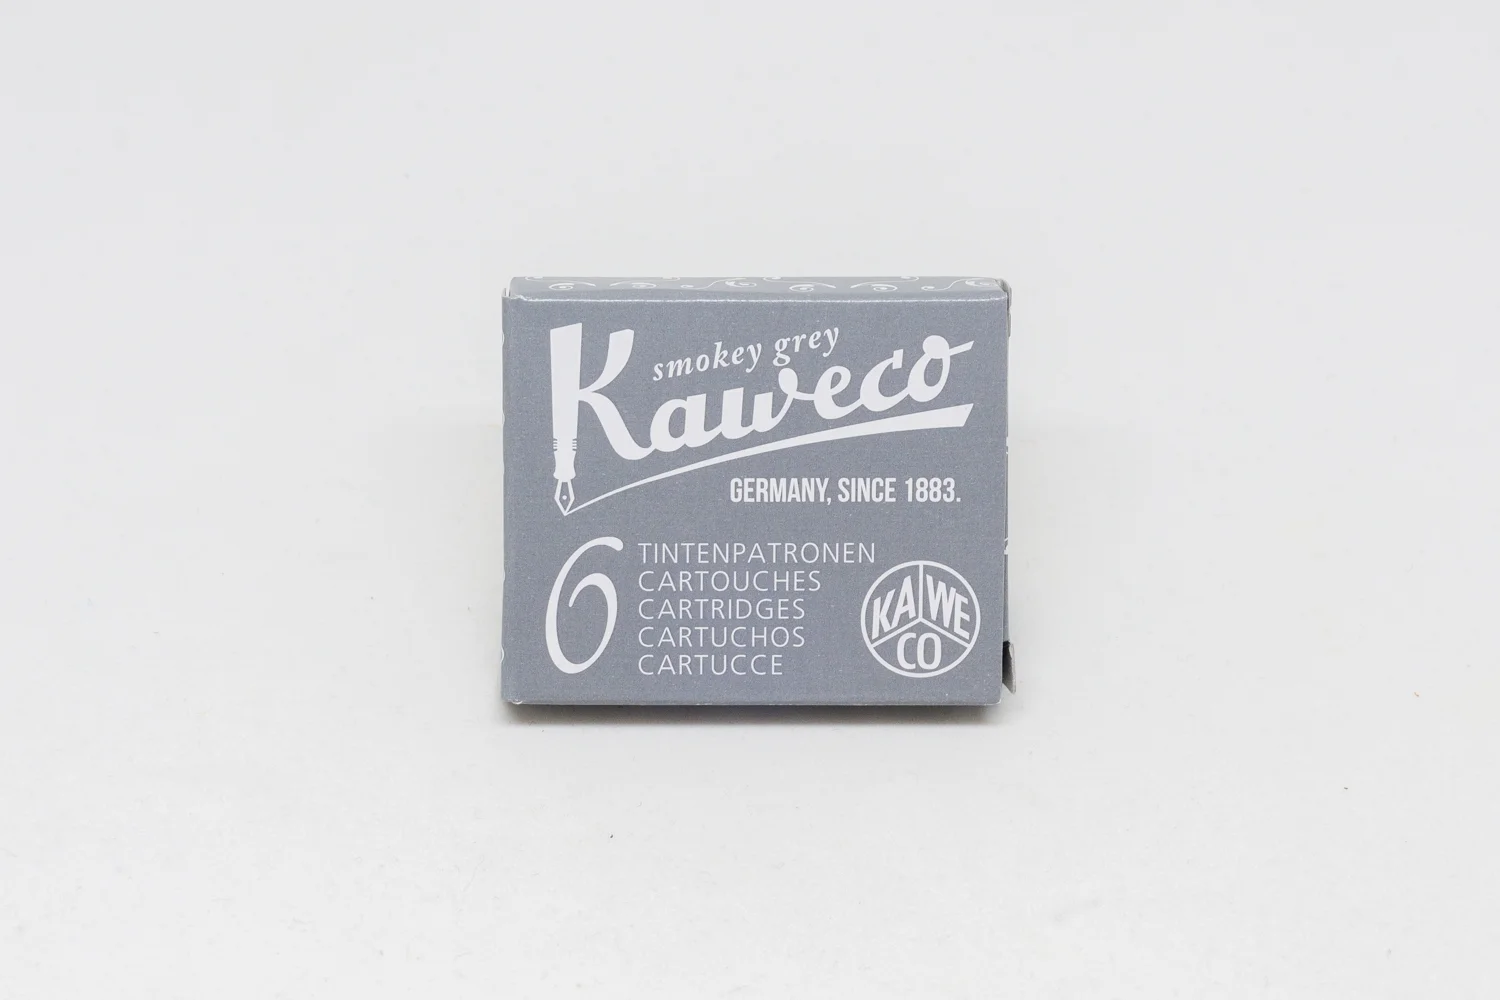 smokey grey
Kaweco
GERMANY, SINCE 1883.
6
TINTENPATRONEN
CARTOUCHES
CARTRIDGES
CARTUCHOS
CARTUCCE
KA WE
CO